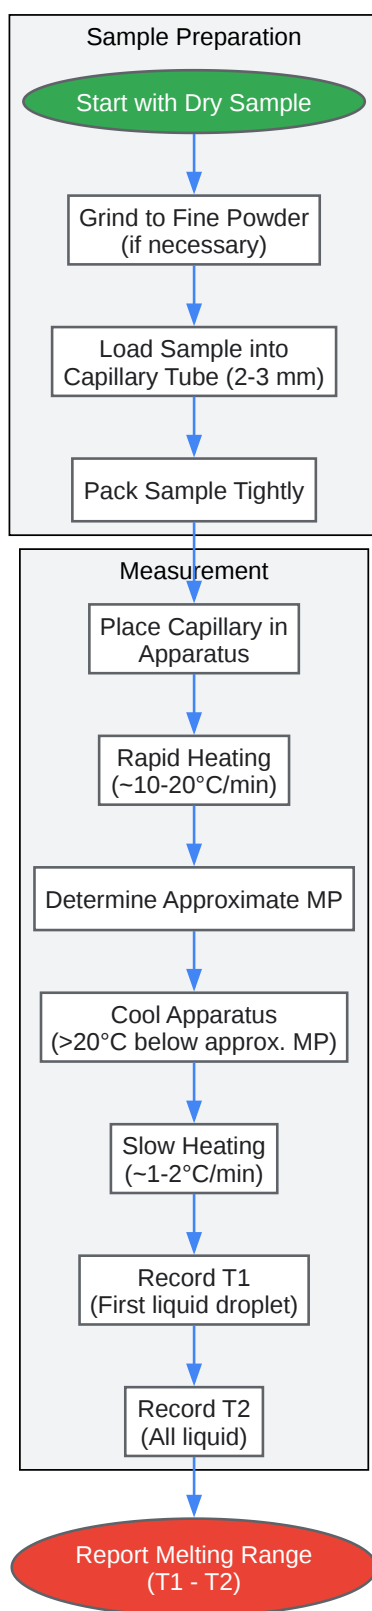 Sample Preparation
Start with Dry Sample
Grind to Fine Powder
(if necessary)
Load Sample into
Capillary Tube (2-3 mm)
Pack Sample Tightly
Measurement
Place Capillary in
Apparatus
Rapid Heating
(~10-20°C/min)
Determine Approximate MP
Cool Apparatus
(>20°C below approx. MP)
Slow Heating
(~1-2°C/min)
Record T1
(First liquid droplet)
Record T2
(All liquid)
Report Melting Range
(T1 - T2)